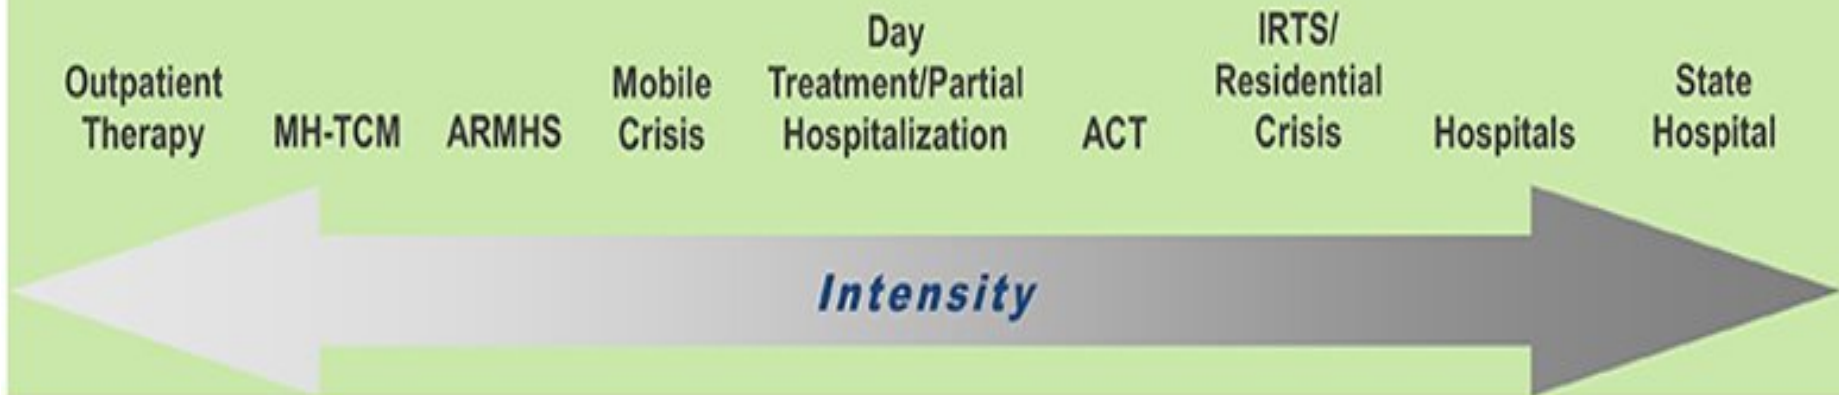 Outpatient
Therapy
MH-TCM
ARMHS
Mobile
Crisis
Day
Treatment/Partial
Hospitalization
ACT
IRTS/
Residential
Crisis
Hospitals
State
Hospital
Intensity